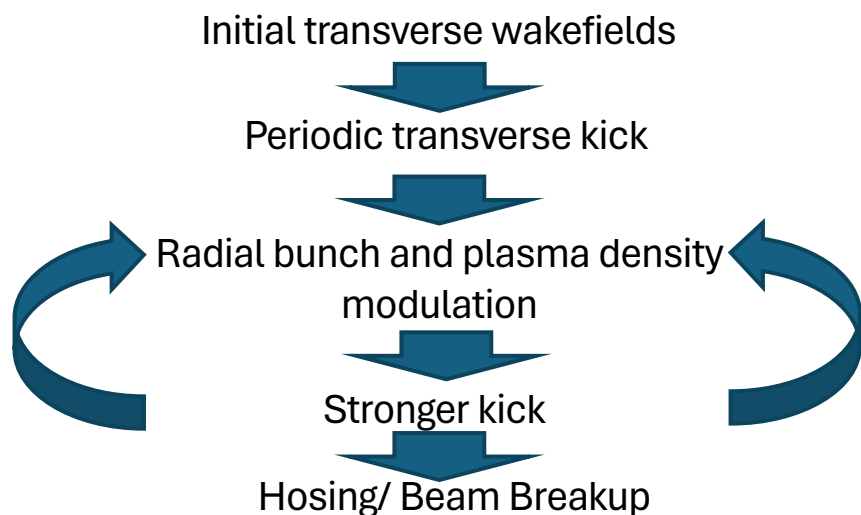 Initial transverse wakefields
Periodic transverse kick
Radial bunch and plasma density
modulation
Stronger kick
Hosing/ Beam Breakup